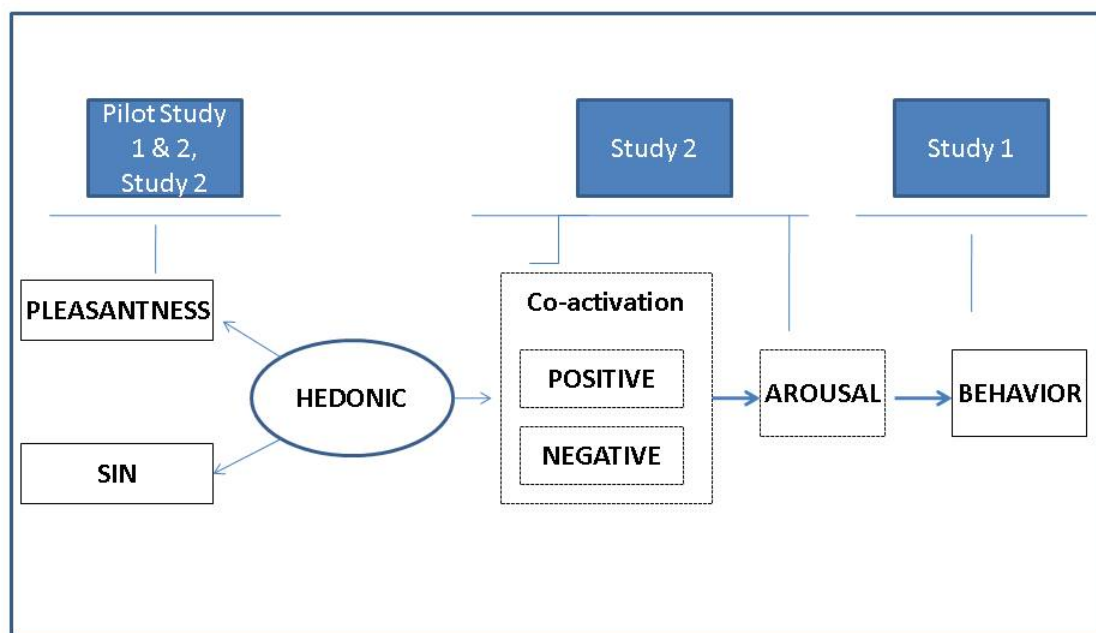 Pilot Study
1 & 2,
Study 2
Study 2
Study 1
PLEASANTNESS
SIN
HEDONIC
Co-activation
POSITIVE
NEGATIVE
AROUSAL
BEHAVIOR